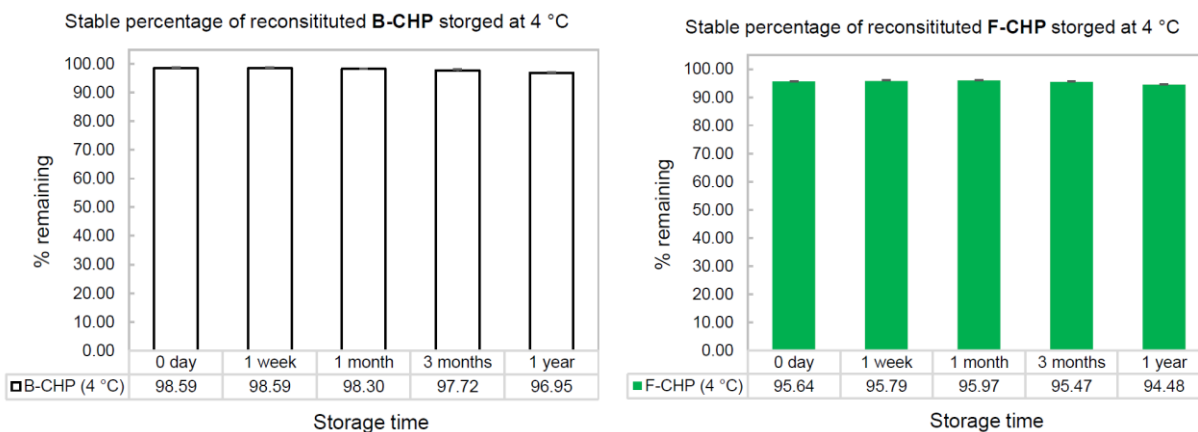 Stable percentage of reconsitituted B-CHP storged at 4 °C
% remaining
100.00
90.00
80.00
70.00
60.00
50.00
40.00
30.00
20.00
10.00
0.00
0 day 1 week 1 month 3 months 1 year
B-CHP (4 °C) 98.59 98.59 98.30 97.72 96.95
Storage time
Stable percentage of reconsitituted F-CHP storged at 4 °C
% remaining
100.00
90.00
80.00
70.00
60.00
50.00
40.00
30.00
20.00
10.00
0.00
0 day 1 week 1 month 3 months 1 year
F-CHP (4 °C) 95.64 95.79 95.97 95.47 94.48
Storage time